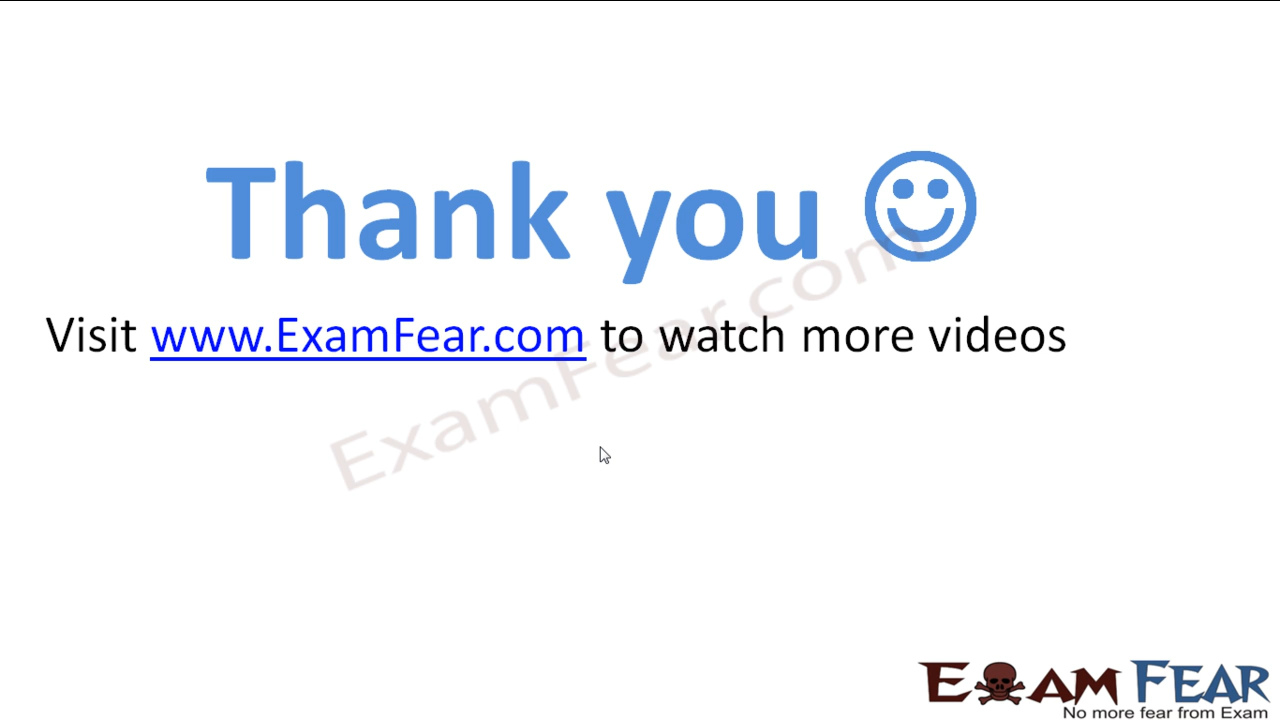 Thank you ☺
Visit www.ExamFear.com to watch more videos
ExamFear.com
EXAM FEAR
No more fear from Exam